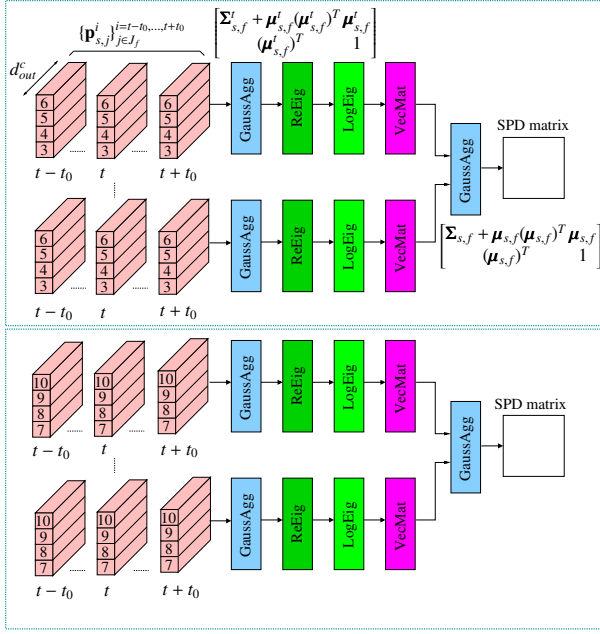 {p^i_{s,j}}^{i=t−t_0,...,t+t_0}_{j∈J_f}
[Σ^t_{s,f} + μ^t_{s,f}(μ^t_{s,f})^T μ^t_{s,f}
(μ^t_{s,f})^T 1]
d^c_{out}
6 6 6
5 5 5
4 4 4
3 3 3
...... ......
t − t_0 t t + t_0
GaussAgg
ReEig
LogEig
VecMat
GaussAgg
SPD matrix
6 6 6
5 5 5
4 4 4
3 3 3
...... ......
t − t_0 t t + t_0
GaussAgg
ReEig
LogEig
VecMat
[Σ_{s,f} + μ_{s,f}(μ_{s,f})^T μ_{s,f}
(μ_{s,f})^T 1]
10 10 10
9 9 9
8 8 8
7 7 7
...... ......
t − t_0 t t + t_0
GaussAgg
ReEig
LogEig
VecMat
GaussAgg
SPD matrix
10 10 10
9 9 9
8 8 8
7 7 7
...... ......
t − t_0 t t + t_0
GaussAgg
ReEig
LogEig
VecMat